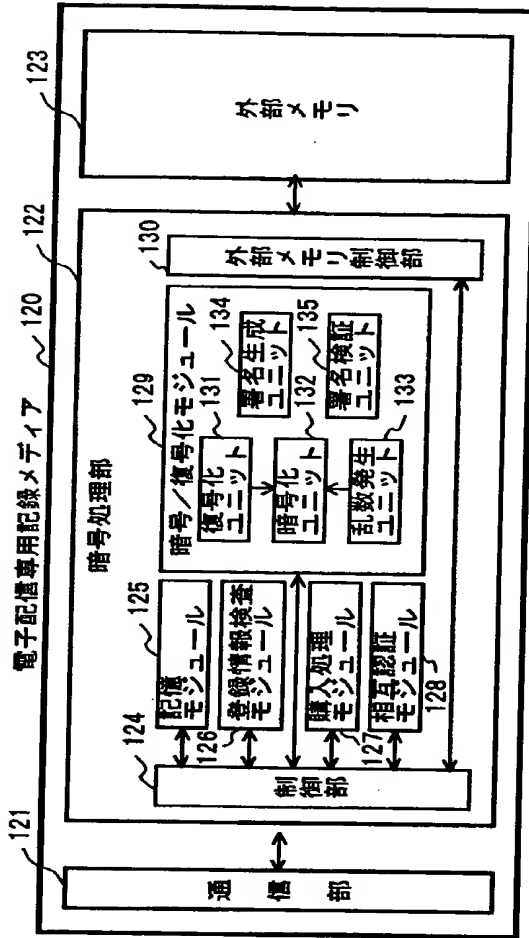 電子配信専用記録メディア
120
121
通信部
122
暗号処理部
123
外部メモリ
124
制御部
125
記憶
モジュール
126
登録情報検査
モジュール
127
購入処理
モジュール
128
相互認証
モジュール
129
暗号/復号化モジュール
131
復号化
ユニット
132
暗号化
ユニット
133
乱数発生
ユニット
134
署名生成
ユニット
135
署名検証
ユニット
130
外部メモリ制御部